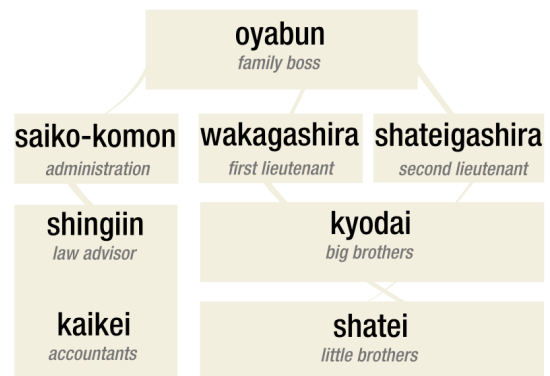 oyabun
family boss
saiko-komon
administration
wakagashira
first lieutenant
shateigashira
second lieutenant
shingiin
law advisor
kyodai
big brothers
kaikei
accountants
shatei
little brothers